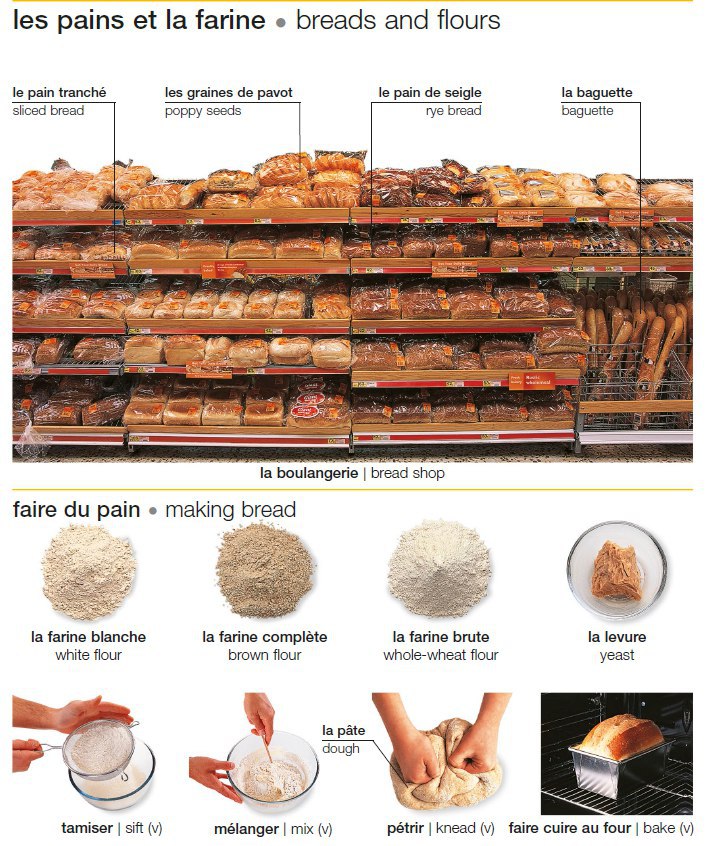 les pains et la farine • breads and flours
le pain tranché
sliced bread
les graines de pavot
poppy seeds
le pain de seigle
rye bread
la baguette
baguette
la boulangerie | bread shop
faire du pain • making bread
la farine blanche
white flour
la farine complète
brown flour
la farine brute
whole-wheat flour
la levure
yeast
la pâte
dough
tamiser | sift (v)
mélanger | mix (v)
pétrir | knead (v)
faire cuire au four | bake (v)